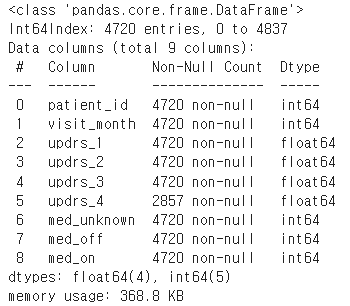 <class 'pandas.core.frame.DataFrame'>
Int64Index: 4720 entries, 0 to 4837
Data columns (total 9 columns):
 #   Column       Non-Null Count  Dtype
---  ------       --------------  -----
 0   patient_id   4720 non-null   int64
 1   visit_month  4720 non-null   int64
 2   updrs_1      4720 non-null   float64
 3   updrs_2      4720 non-null   float64
 4   updrs_3      4720 non-null   float64
 5   updrs_4      2857 non-null   float64
 6   med_unknown  4720 non-null   int64
 7   med_off      4720 non-null   int64
 8   med_on       4720 non-null   int64
dtypes: float64(4), int64(5)
memory usage: 368.8 KB